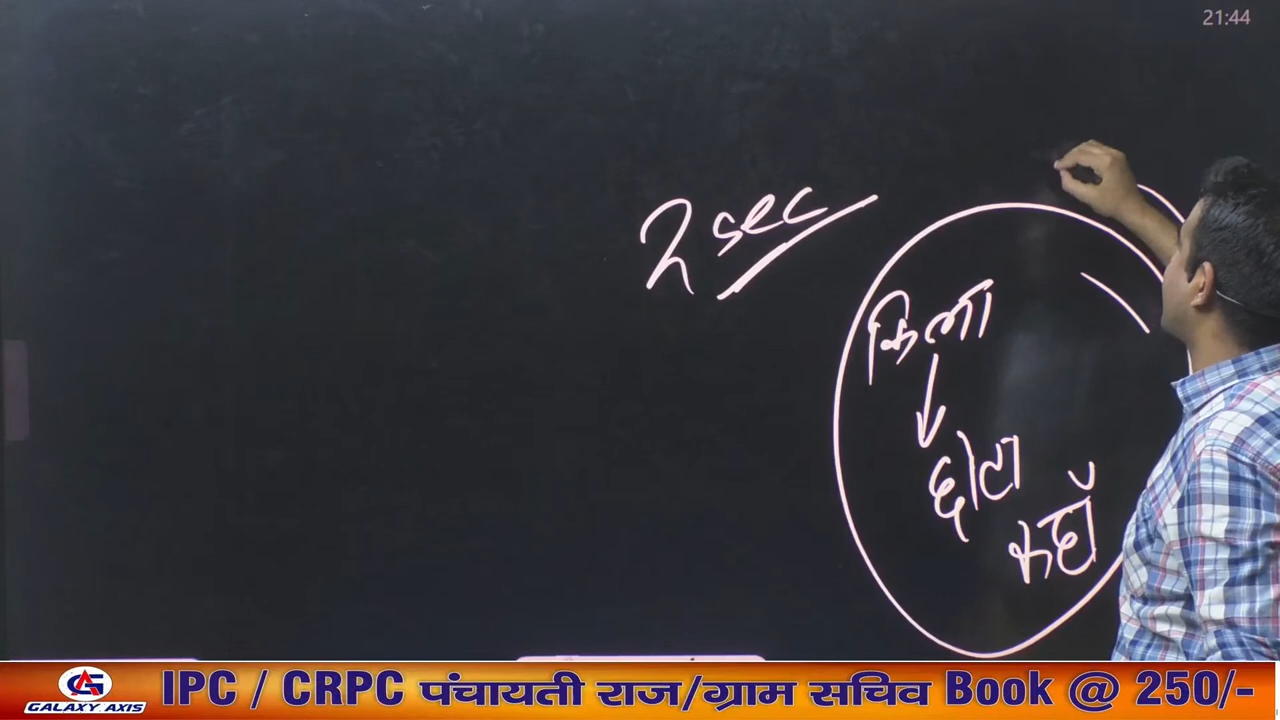 21:44
2 sec
किला
छोटा
कहाँ
GALAXY AXIS
IPC / CRPC पंचायती राज/ग्राम सचिव Book @ 250/-